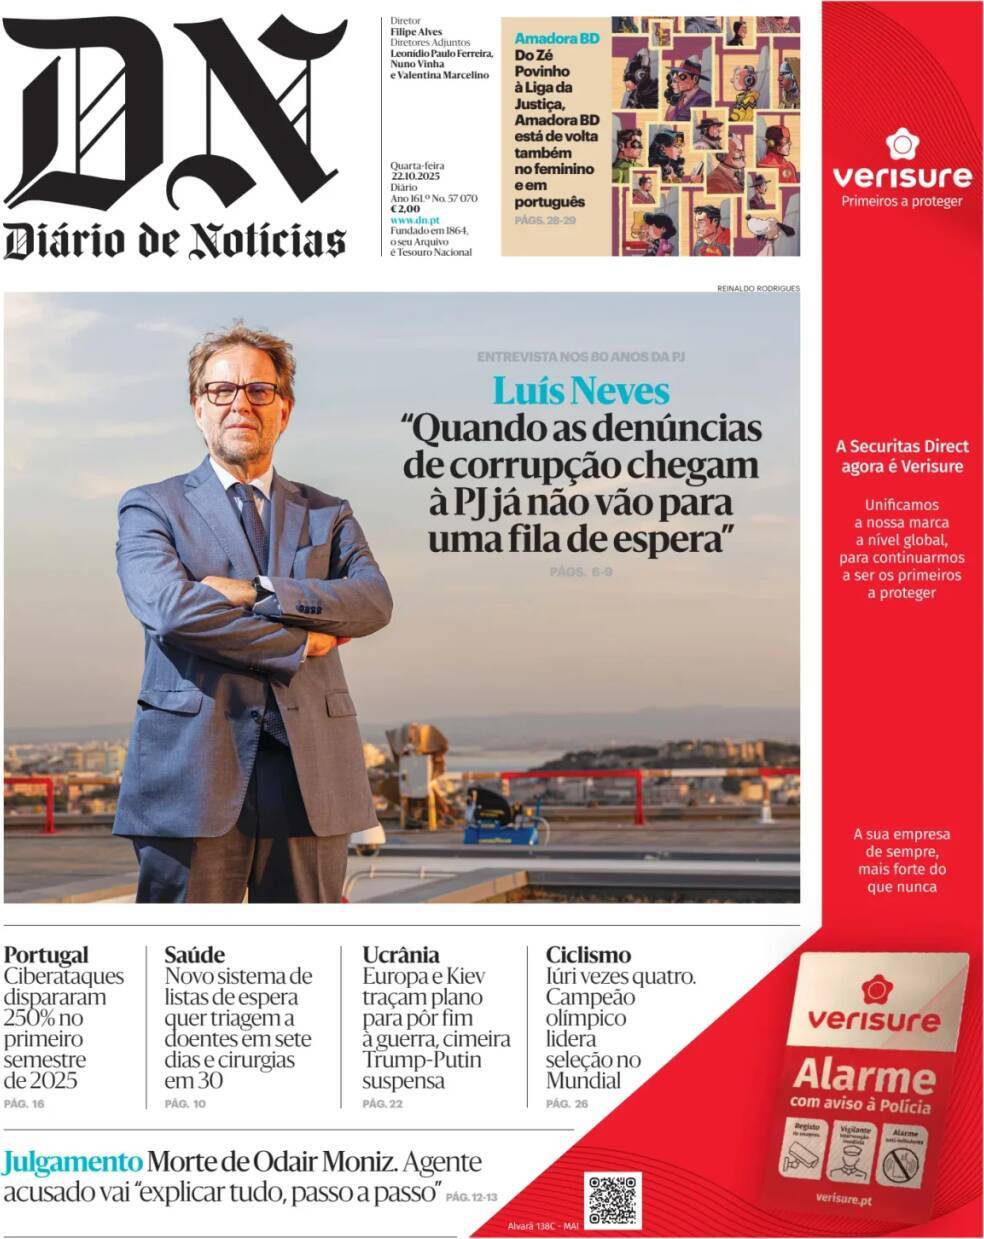 DN
Diário de Notícias
Diretor
Filipe Alves
Diretores Adjuntos
Leonídio Paulo Ferreira,
Nuno Vinha
e Valentina Marcelino
Quarta-feira
22.10.2025
Diário
Ano 161.º No. 57 070
€ 2,00
www.dn.pt
Fundado em 1864,
o seu Arquivo
é Tesouro Nacional
Amadora BD
Do Zé
Povinho
à Liga da
Justiça,
Amadora BD
está de volta
também
no feminino
e em
português
PÁGS. 28-29
REINALDO RODRIGUES
ENTREVISTA NOS 80 ANOS DA PJ
Luís Neves
“Quando as denúncias
de corrupção chegam
à PJ já não vão para
uma fila de espera”
PÁGS. 6-9
Portugal
Ciberataques
dispararam
250% no
primeiro
semestre
de 2025
PÁG. 16
Saúde
Novo sistema de
listas de espera
quer triagem a
doentes em sete
dias e cirurgias
em 30
PÁG. 10
Ucrânia
Europa e Kiev
traçam plano
para pôr fim
à guerra, cimeira
Trump-Putin
suspensa
PÁG. 22
Ciclismo
Iúri vezes quatro.
Campeão
olímpico
lidera
seleção no
Mundial
PÁG. 26
Julgamento Morte de Odair Moniz. Agente
acusado vai “explicar tudo, passo a passo” PÁG. 12-13
verisure
Primeiros a proteger
A Securitas Direct
agora é Verisure
Unificamos
a nossa marca
a nível global,
para continuarmos
a ser os primeiros
a proteger
A sua empresa
de sempre,
mais forte do
que nunca
verisure
Alarme
com aviso à Polícia
Registo
de imagens
Vigilante
Intervenção
imediata
Alarme
anti-inibidores
verisure.pt
Alvará 138C - MAI